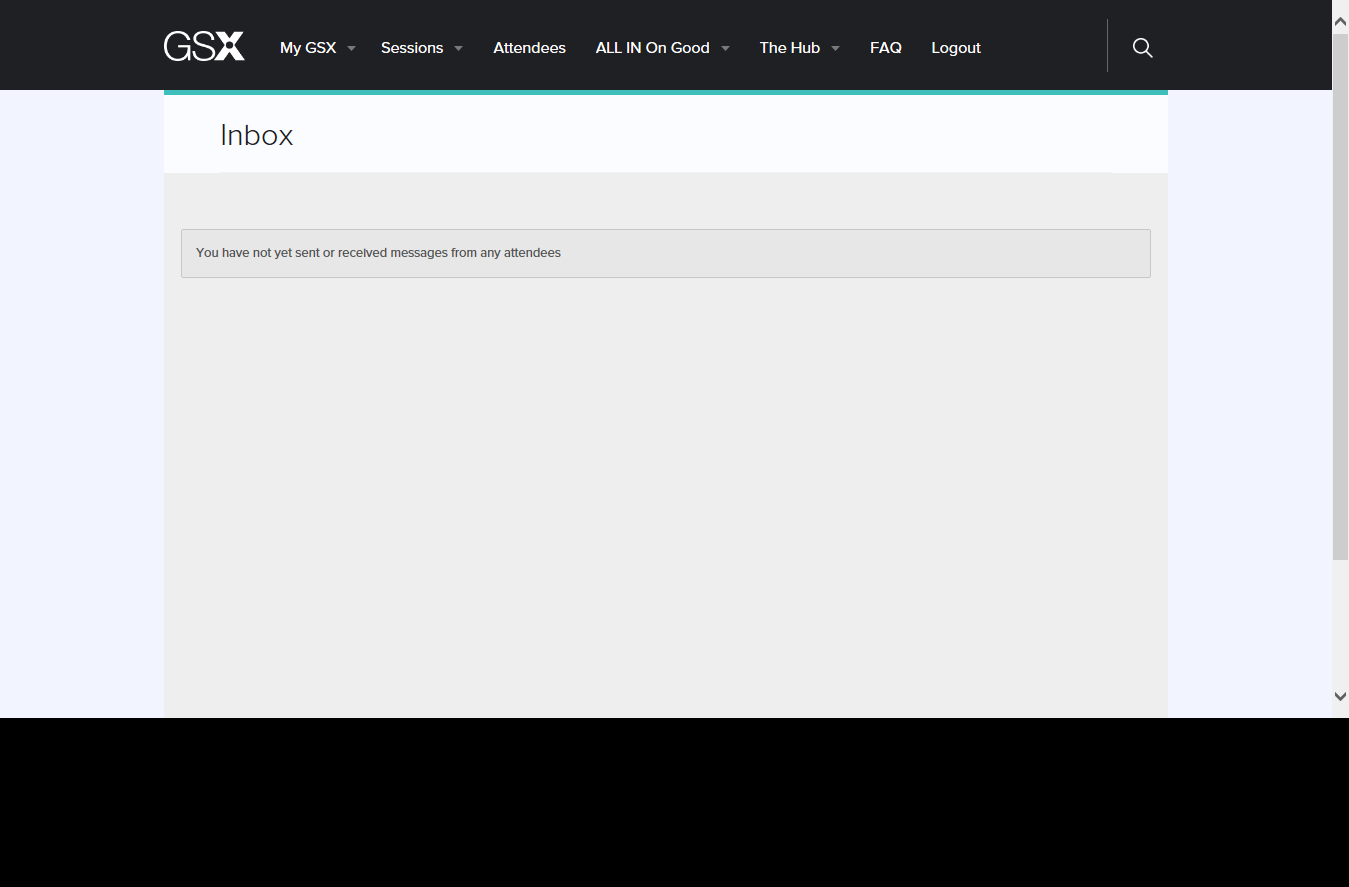 GSX My GSX Sessions Attendees ALL IN On Good The Hub FAQ Logout
Inbox
You have not yet sent or received messages from any attendees